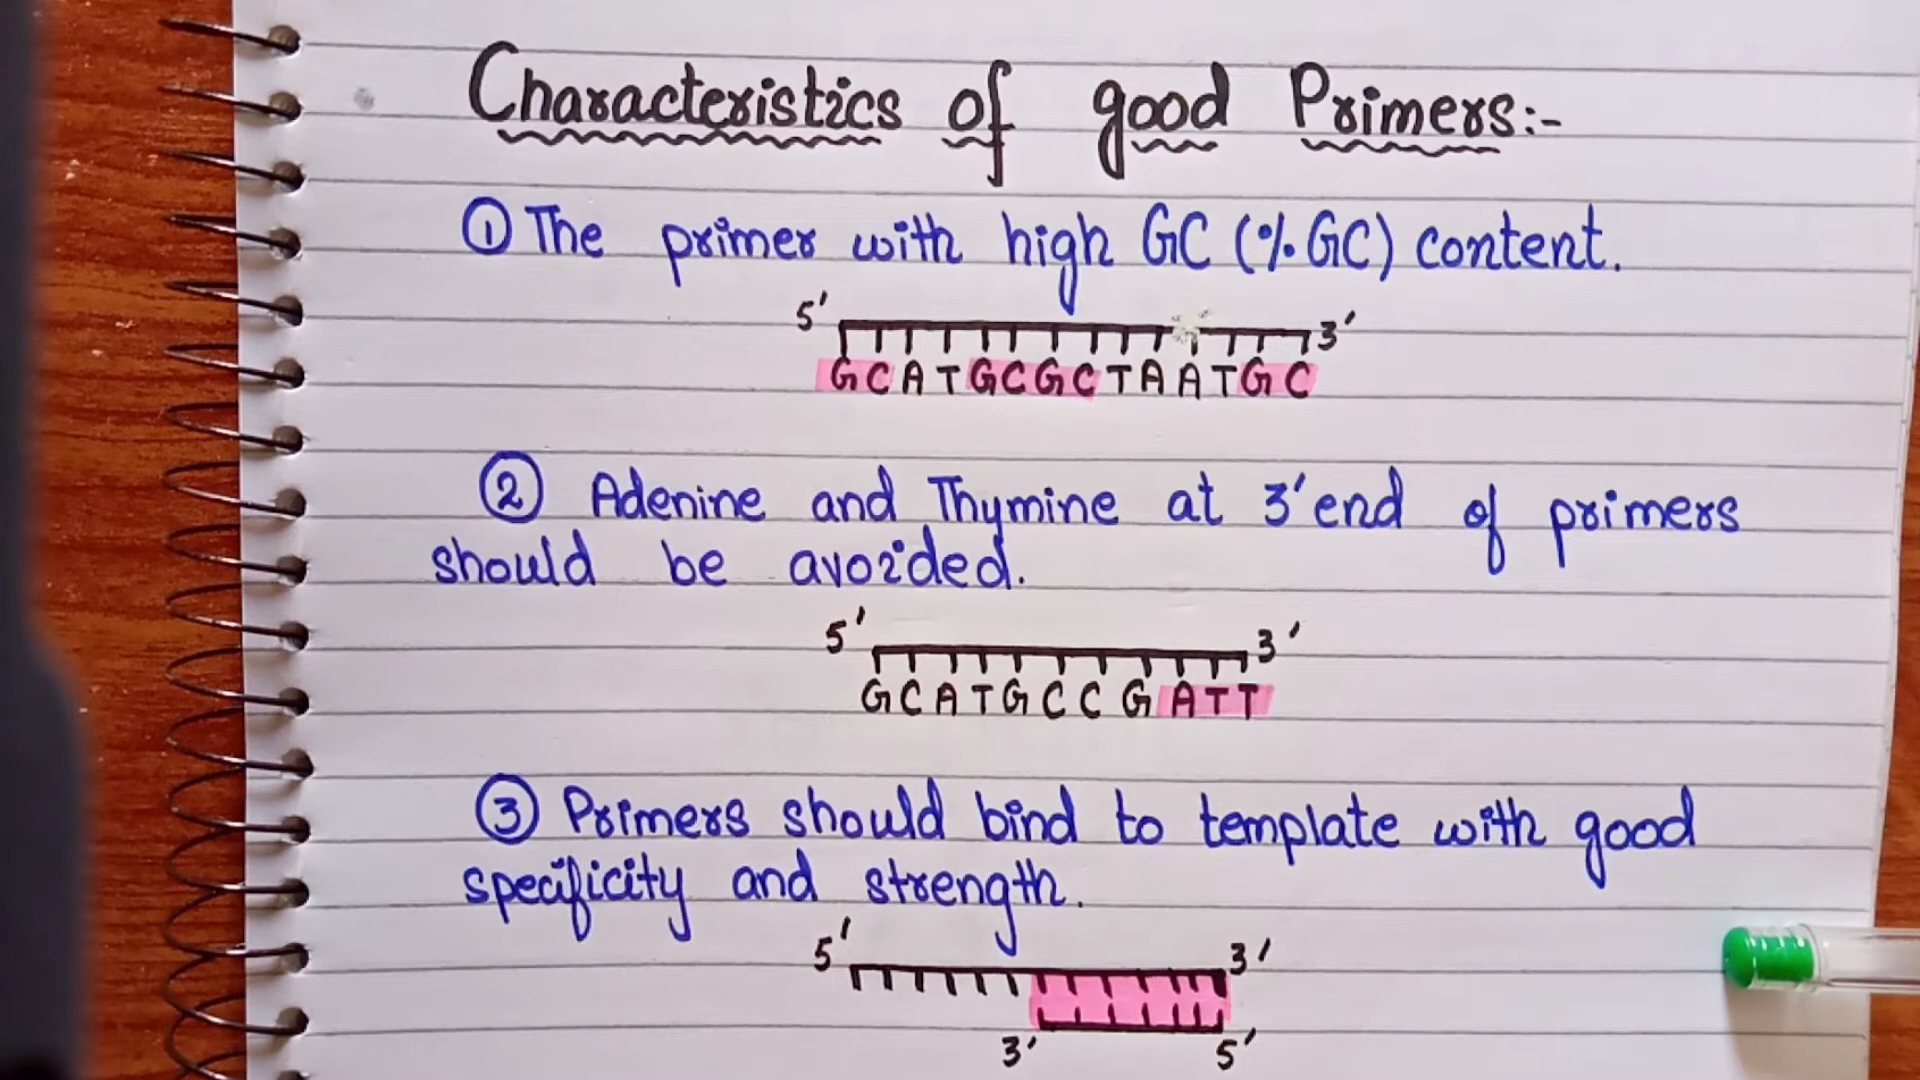 Characteristics of good Primers:-
① The primer with high GC (% GC) content.
5' 3'
GCATGCGCTAATGC
② Adenine and Thymine at 3' end of primers
should be avoided.
5' 3'
GCATGCCGATT
③ Primers should bind to template with good
specificity and strength.
5' 3'
3' 5'